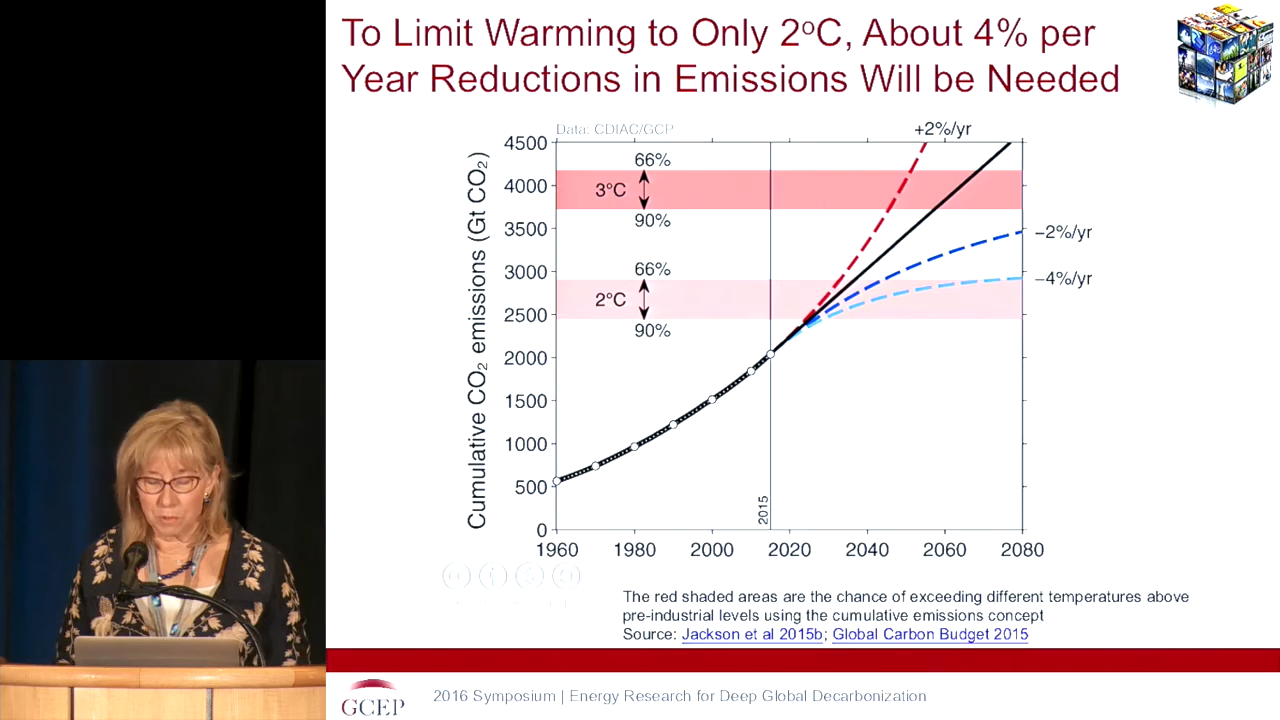 To Limit Warming to Only 2°C, About 4% per
Year Reductions in Emissions Will be Needed
Data: CDIAC/GCP
+2%/yr
Cumulative CO₂ emissions (Gt CO₂)
4500
4000
3500
3000
2500
2000
1500
1000
500
0
66%
3°C
90%
66%
2°C
90%
−2%/yr
−4%/yr
2015
1960 1980 2000 2020 2040 2060 2080
The red shaded areas are the chance of exceeding different temperatures above
pre-industrial levels using the cumulative emissions concept
Source: Jackson et al 2015b; Global Carbon Budget 2015
GCEP
2016 Symposium | Energy Research for Deep Global Decarbonization